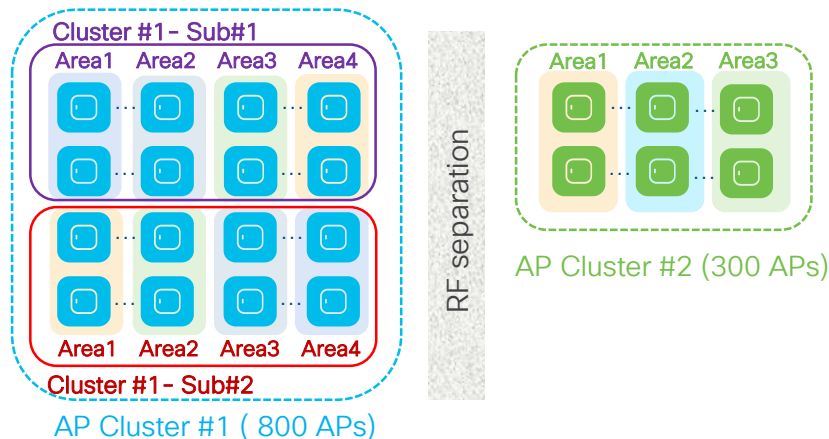 Cluster #1- Sub#1
Area1 Area2 Area3 Area4
Area1 Area2 Area3 Area4
Cluster #1- Sub#2
AP Cluster #1 ( 800 APs)
RF separation
Area1 Area2 Area3
AP Cluster #2 (300 APs)